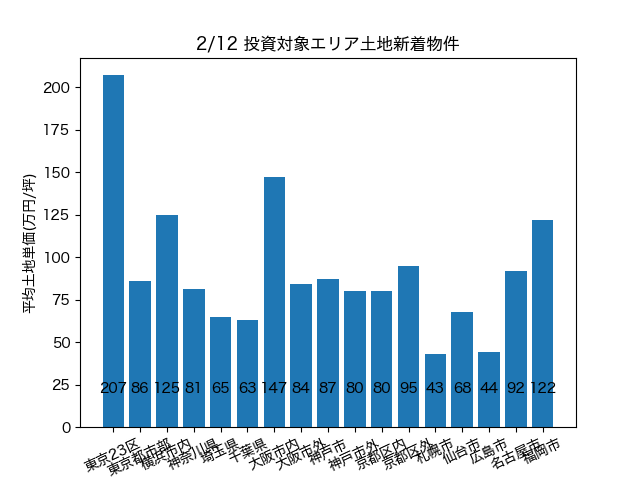 2/12 投資対象エリア土地新着物件
平均土地単価(万円/坪)
200
175
150
125
100
75
50
25
0
207 86 125 81 65 63 147 84 87 80 80 95 43 68 44 92 122
東京23区
東京都市部
横浜市内
神奈川県
埼玉県
千葉県
大阪市内
大阪市外
神戸市
神戸市外
京都区内
京都区外
札幌市
仙台市
広島市
名古屋市
福岡市